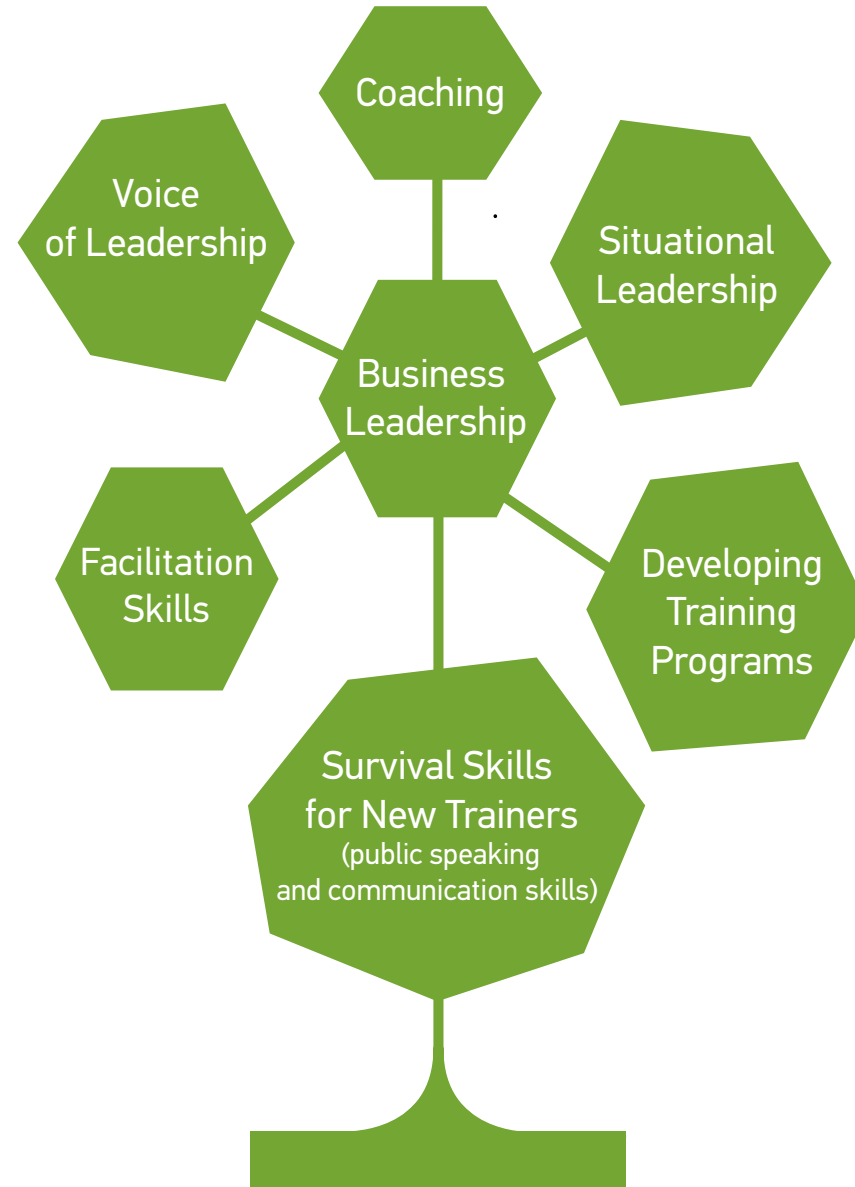 Coaching
Voice
of Leadership
Situational
Leadership
Business
Leadership
Facilitation
Skills
Developing
Training
Programs
Survival Skills
for New Trainers
(public speaking
and communication skills)